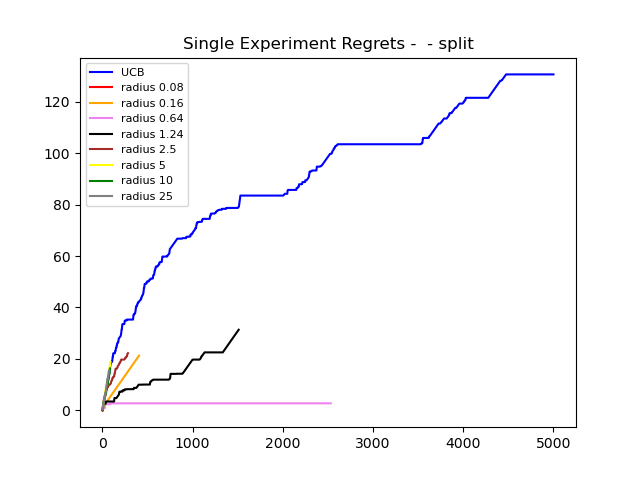 Single Experiment Regrets -  - split
UCB
radius 0.08
radius 0.16
radius 0.64
radius 1.24
radius 2.5
radius 5
radius 10
radius 25
120
100
80
60
40
20
0
0 1000 2000 3000 4000 5000